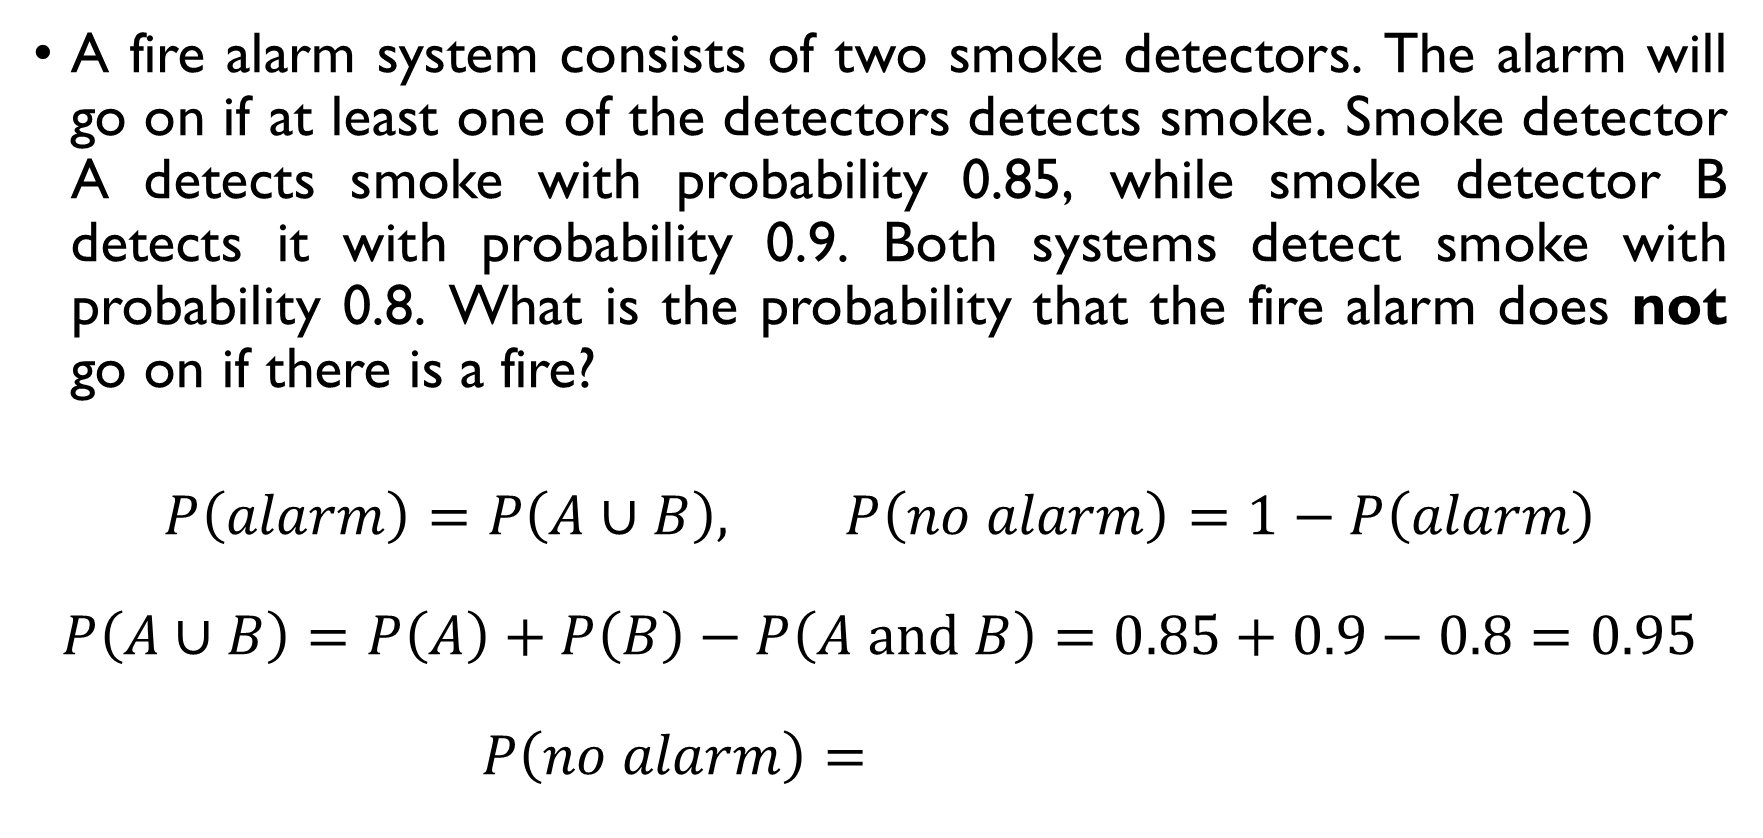 • A fire alarm system consists of two smoke detectors. The alarm will
go on if at least one of the detectors detects smoke. Smoke detector
A detects smoke with probability 0.85, while smoke detector B
detects it with probability 0.9. Both systems detect smoke with
probability 0.8. What is the probability that the fire alarm does not
go on if there is a fire?
P(alarm) = P(A ∪ B), P(no alarm) = 1 − P(alarm)
P(A ∪ B) = P(A) + P(B) − P(A and B) = 0.85 + 0.9 − 0.8 = 0.95
P(no alarm) =